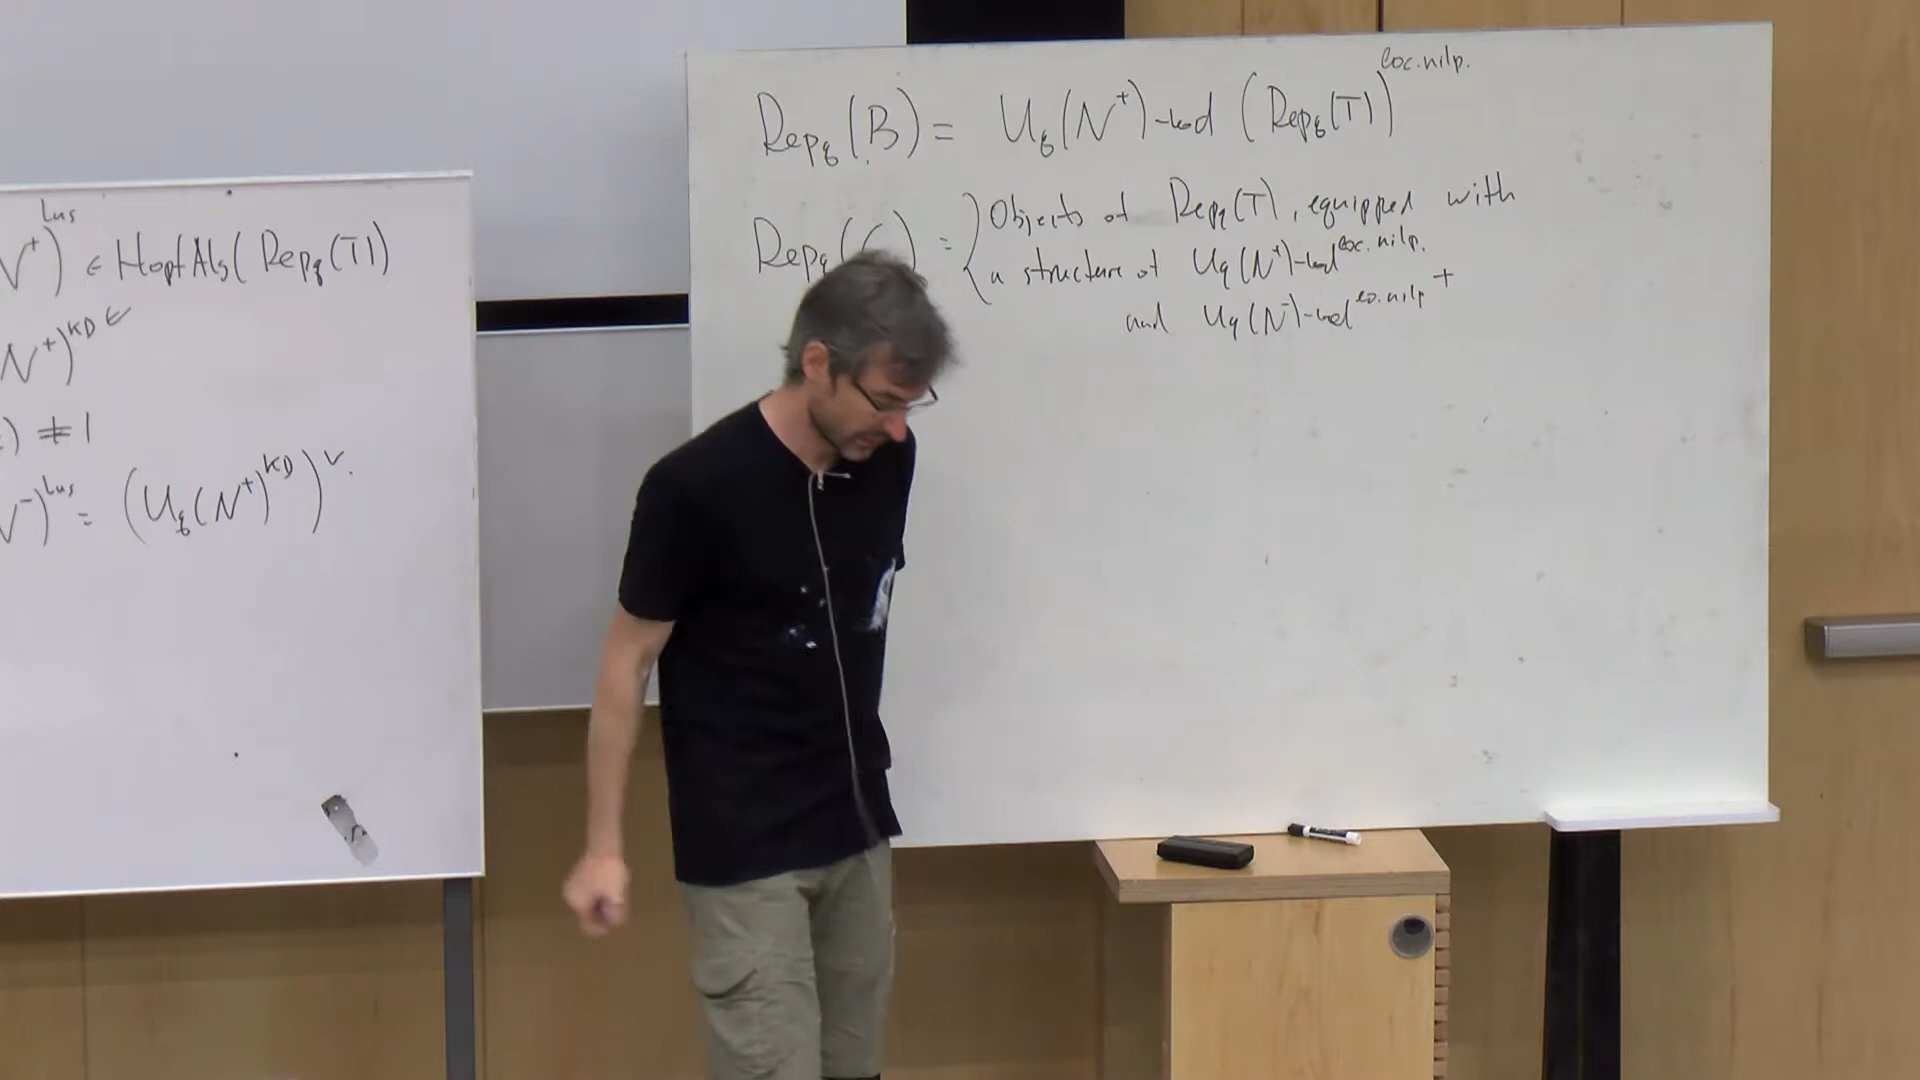 Lus
N⁺) ∈ HopfAlg(Rep_q(T))
N⁺)^{KD} ∈
) ≠ 1
N⁻)^{Lus} = (U_q(N⁺)^{KD})^∨.
Rep_q(B) = U_q(N⁺)-mod (Rep_q(T))^{loc.nilp.}
Rep_q(G) = { Objects of Rep_q(T), equipped with
a structure of U_q(N⁺)-mod^{loc.nilp.}
and U_q(N⁻)-mod^{lo.nilp} +